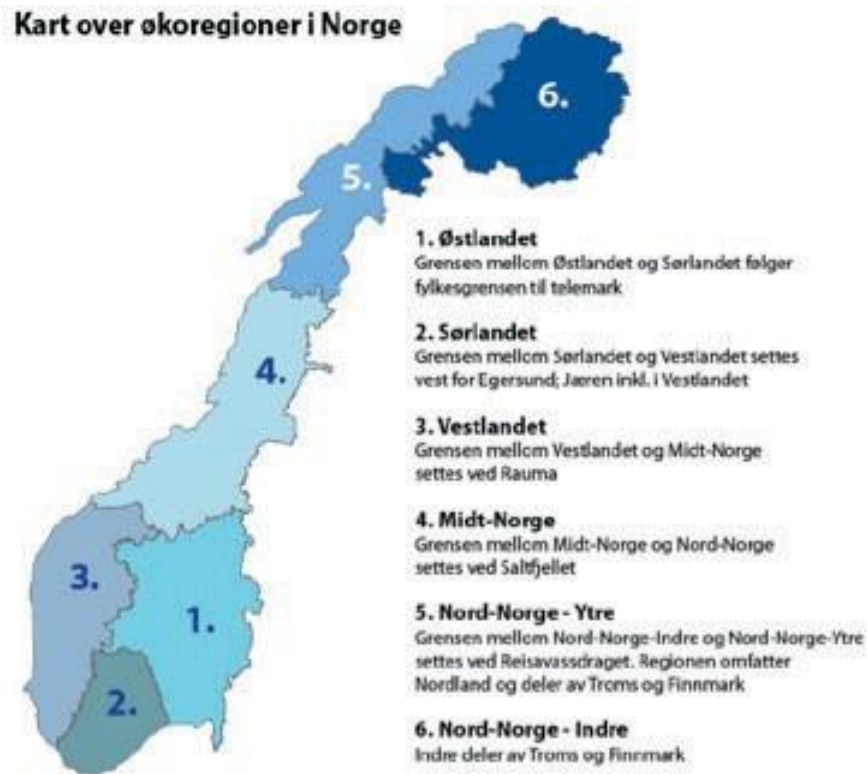 Kart over økoregioner i Norge
6.
5.
4.
3.
1.
2.
1. Østlandet
Grensen mellom Østlandet og Sørlandet følger
fylkesgrensen til telemark
2. Sørlandet
Grensen mellom Sørlandet og Vestlandet settes
vest for Egersund; Jæren inkl. i Vestlandet
3. Vestlandet
Grensen mellom Vestlandet og Midt-Norge
settes ved Rauma
4. Midt-Norge
Grensen mellom Midt-Norge og Nord-Norge
settes ved Saltfjellet
5. Nord-Norge - Ytre
Grensen mellom Nord-Norge-Indre og Nord-Norge-Ytre
settes ved Reisavassdraget. Regionen omfatter
Nordland og deler av Troms og Finnmark
6. Nord-Norge - Indre
Indre deler av Troms og Finnmark